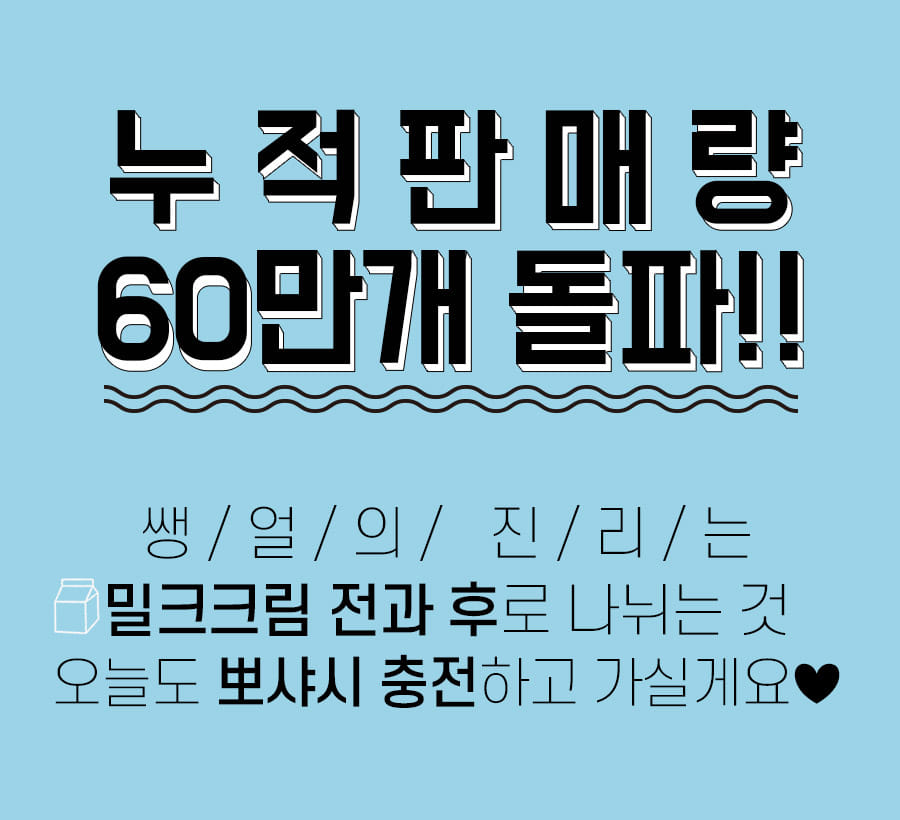 누적판매량
60만개 돌파!!
쌩/얼/의/ 진/리/는
밀크크림 전과 후로 나뉘는 것
오늘도 뽀샤시 충전하고 가실게요♥